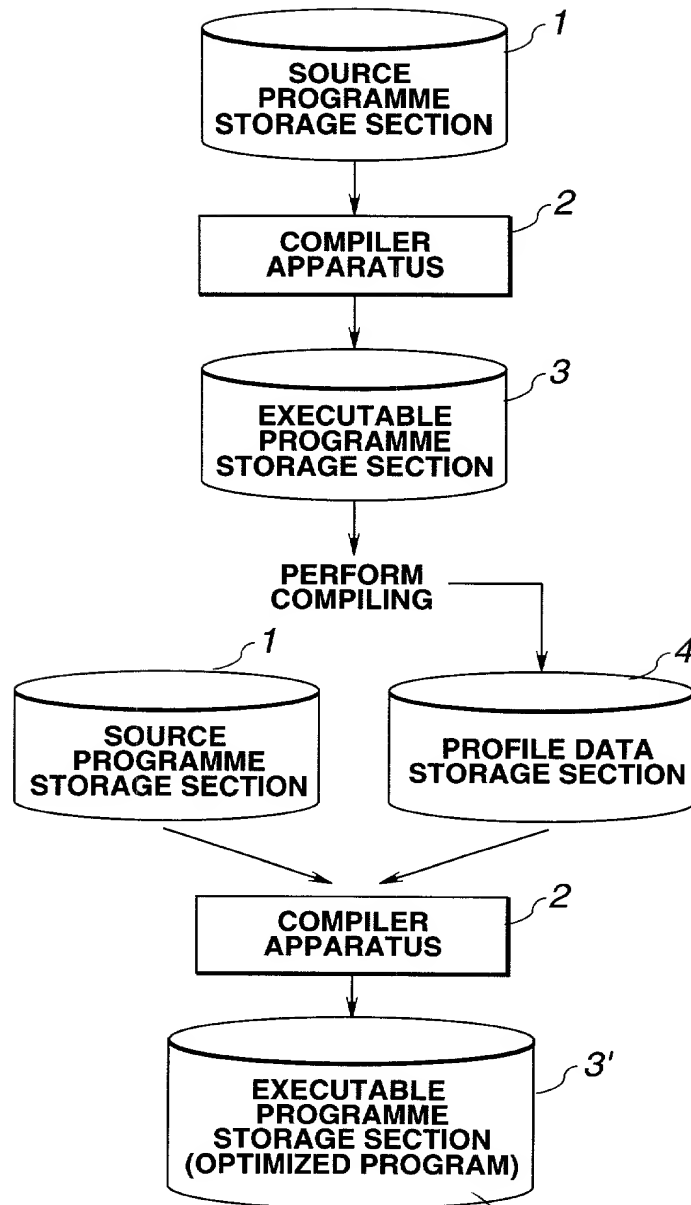 1
SOURCE
PROGRAMME
STORAGE SECTION
2
COMPILER
APPARATUS
3
EXECUTABLE
PROGRAMME
STORAGE SECTION
PERFORM
COMPILING
1
SOURCE
PROGRAMME
STORAGE SECTION
4
PROFILE DATA
STORAGE SECTION
2
COMPILER
APPARATUS
3'
EXECUTABLE
PROGRAMME
STORAGE SECTION
(OPTIMIZED PROGRAM)